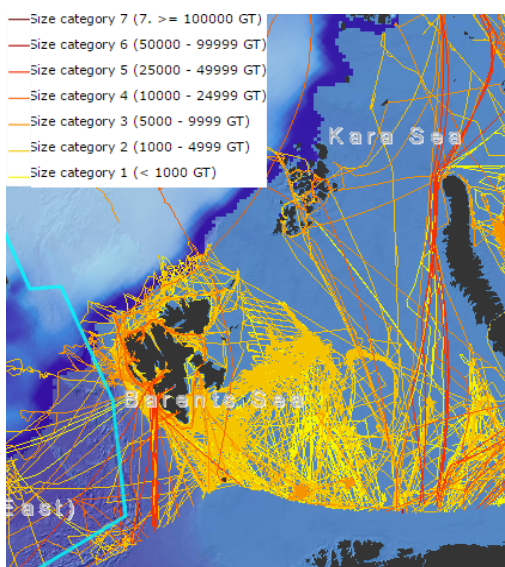 Size category 7 (7. >= 100000 GT)
Size category 6 (50000 - 99999 GT)
Size category 5 (25000 - 49999 GT)
Size category 4 (10000 - 24999 GT)
Size category 3 (5000 - 9999 GT)
Size category 2 (1000 - 4999 GT)
Size category 1 (< 1000 GT)
Kara Sea
Barents Sea
East)